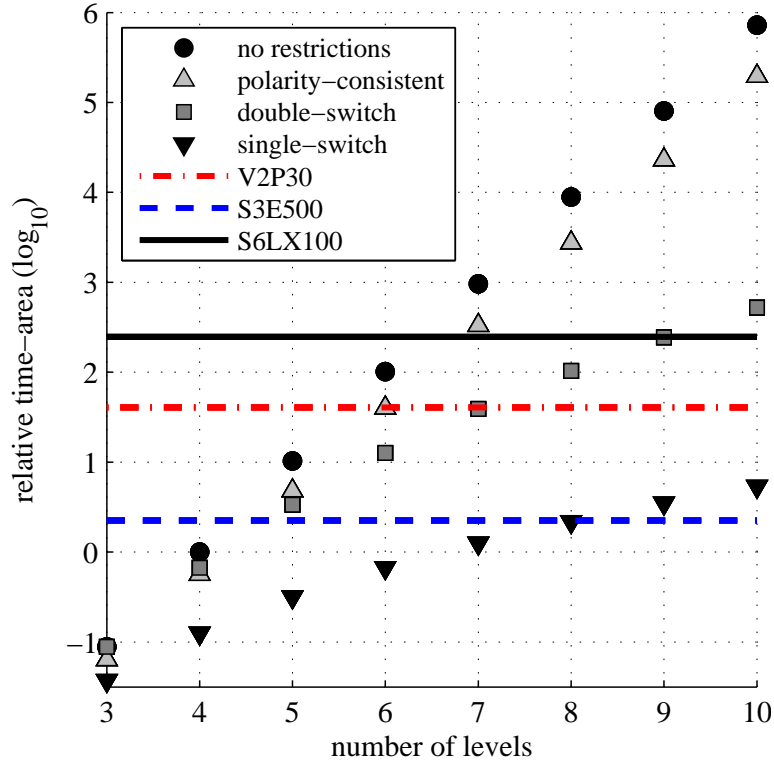 6
5
4
3
2
1
0
−1
relative time−area (log10)
no restrictions
polarity−consistent
double−switch
single−switch
V2P30
S3E500
S6LX100
3 4 5 6 7 8 9 10
number of levels